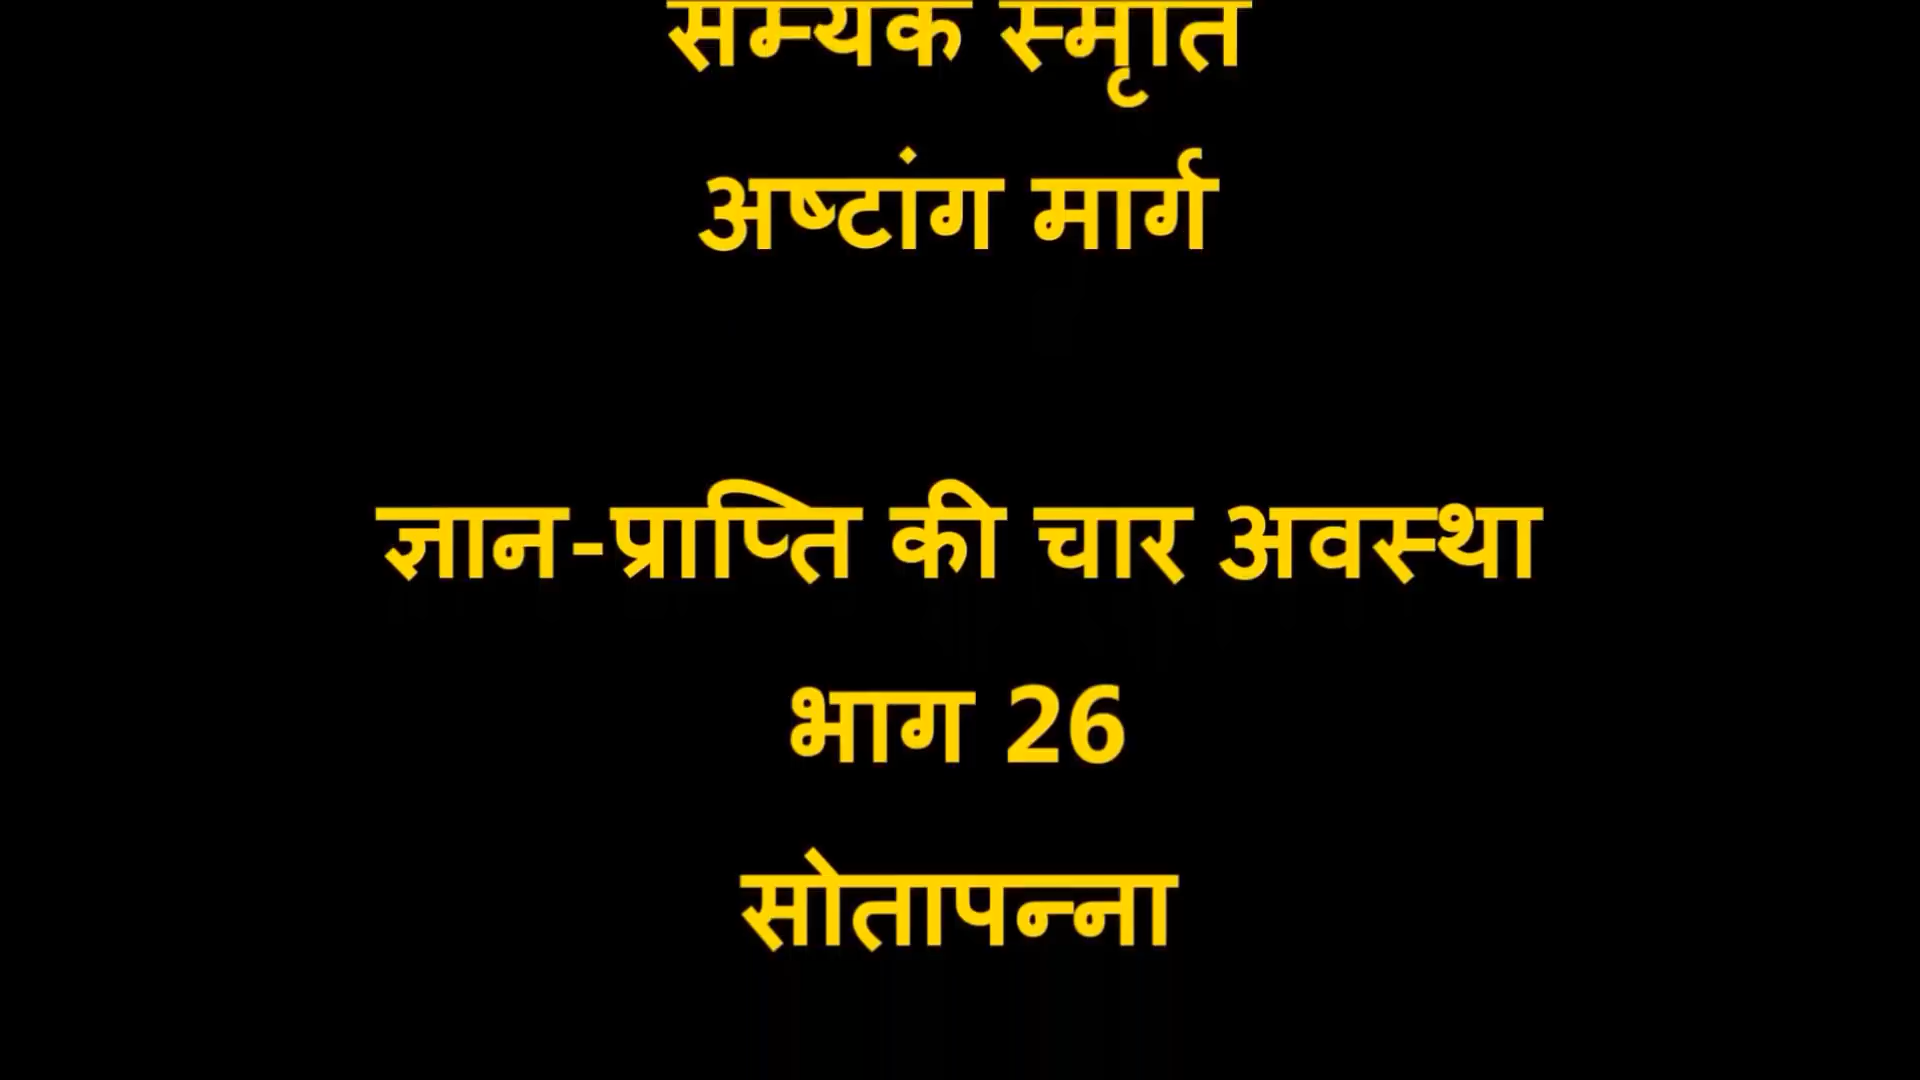 सम्यक स्मृति
अष्टांग मार्ग
ज्ञान-प्राप्ति की चार अवस्था
भाग 26
सोतापन्ना